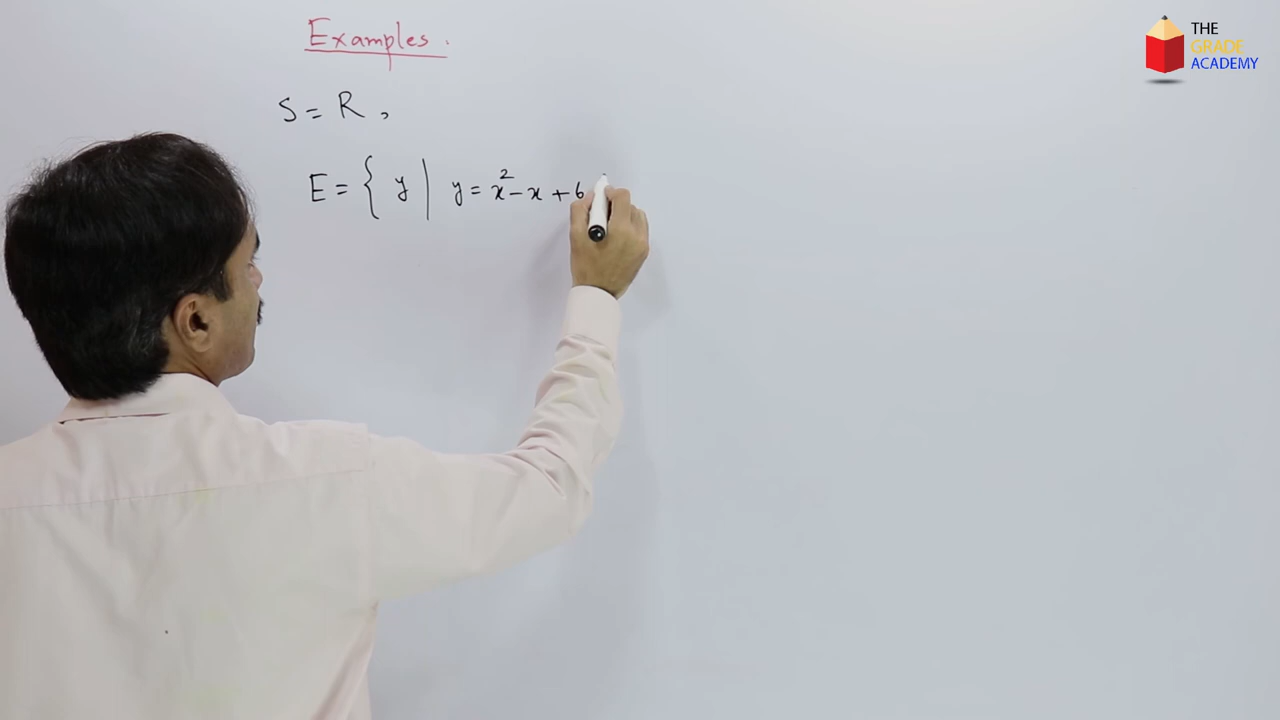 Examples.
S = R,
E = { y | y = x² - x + 6
THE
GRADE
ACADEMY